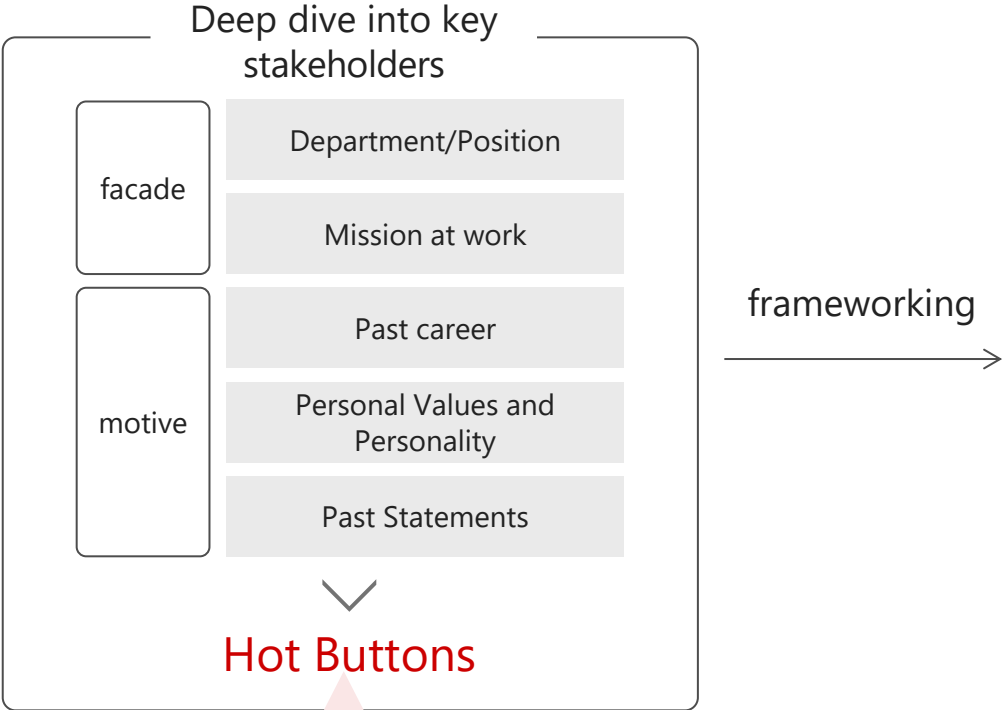 Deep dive into key
stakeholders
facade
Department/Position
Mission at work
motive
Past career
Personal Values and
Personality
Past Statements
Hot Buttons
frameworking